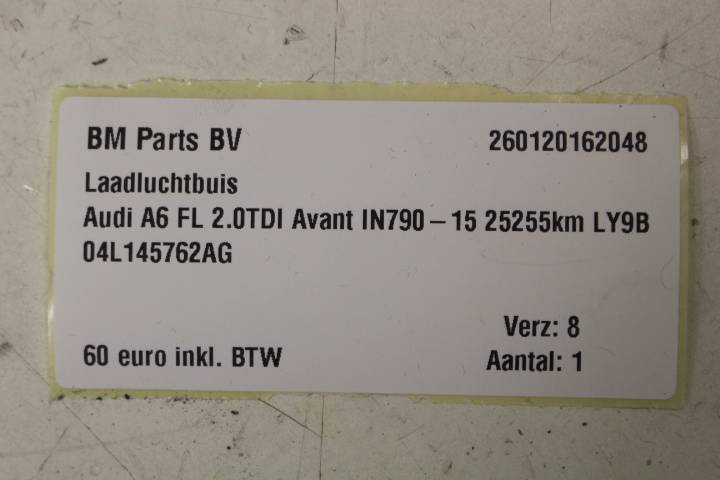 BM Parts BV 260120162048
Laadluchtbuis
Audi A6 FL 2.0TDI Avant IN790 – 15 25255km LY9B
04L145762AG
Verz: 8
60 euro inkl. BTW Aantal: 1